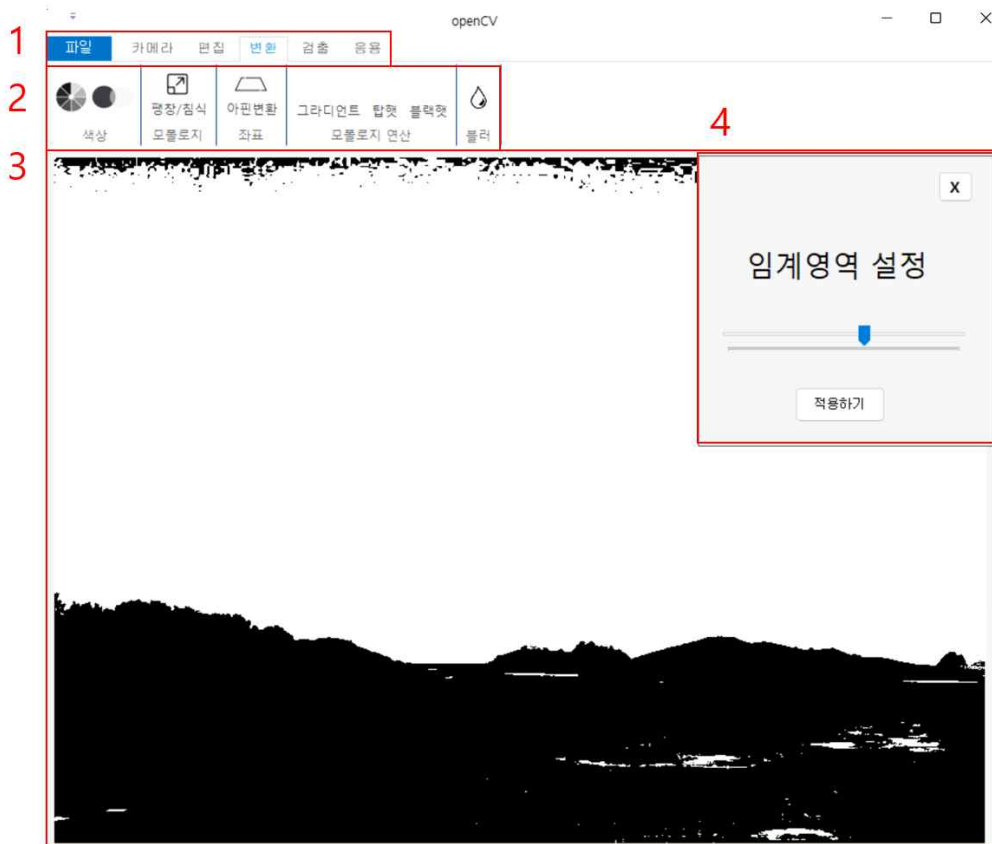 openCV
1
파일 카메라 편집 변환 검출 응용
2
팽창/침식 아핀변환 그라디언트 탑햇 블랙햇
색상 모폴로지 좌표 모폴로지 연산 블러
3
4
X
임계영역 설정
적용하기